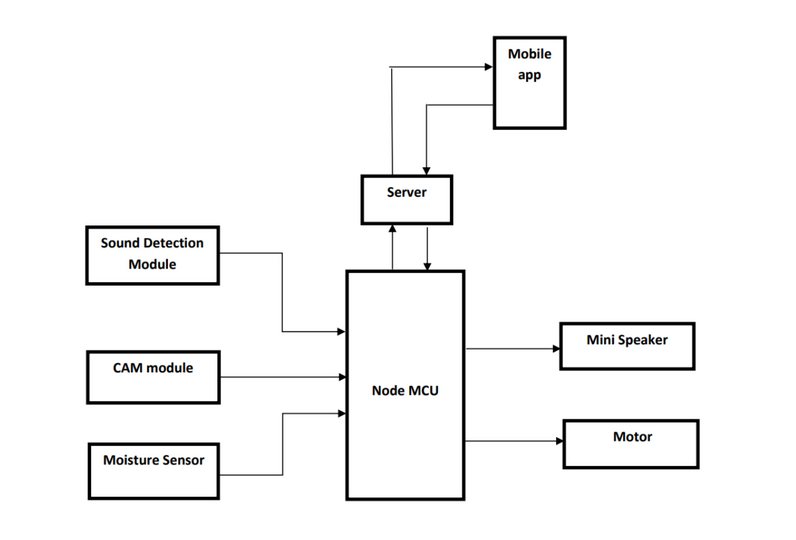 Mobile
app
Server
Sound Detection
Module
CAM module
Moisture Sensor
Node MCU
Mini Speaker
Motor